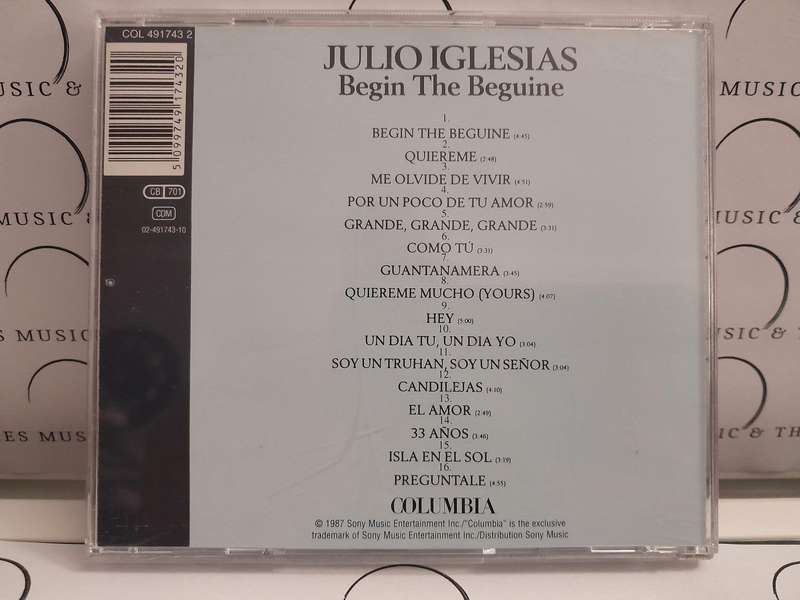 COL 491743 2
5099749174320
CB 701
CDM
02-491743-10
JULIO IGLESIAS
Begin The Beguine
1.
BEGIN THE BEGUINE (4:45)
2.
QUIEREME (2:48)
3.
ME OLVIDE DE VIVIR (4:51)
4.
POR UN POCO DE TU AMOR (2:59)
5.
GRANDE, GRANDE, GRANDE (3:31)
6.
COMO TÚ (3:31)
7.
GUANTANAMERA (3:45)
8.
QUIEREME MUCHO (YOURS) (4:07)
9.
HEY (5:00)
10.
UN DIA TU, UN DIA YO (3:04)
11.
SOY UN TRUHAN, SOY UN SEÑOR (3:04)
12.
CANDILEJAS (4:10)
13.
EL AMOR (2:49)
14.
33 AÑOS (3:46)
15.
ISLA EN EL SOL (3:19)
16.
PREGUNTALE (4:55)
COLUMBIA
© 1987 Sony Music Entertainment Inc./"Columbia" is the exclusive
trademark of Sony Music Entertainment Inc./Distribution Sony Music
USIC &
MUSIC &
ES MUSIC
ES MUS
MUSIC
MUSIC &
USIC & TH
IC & TH